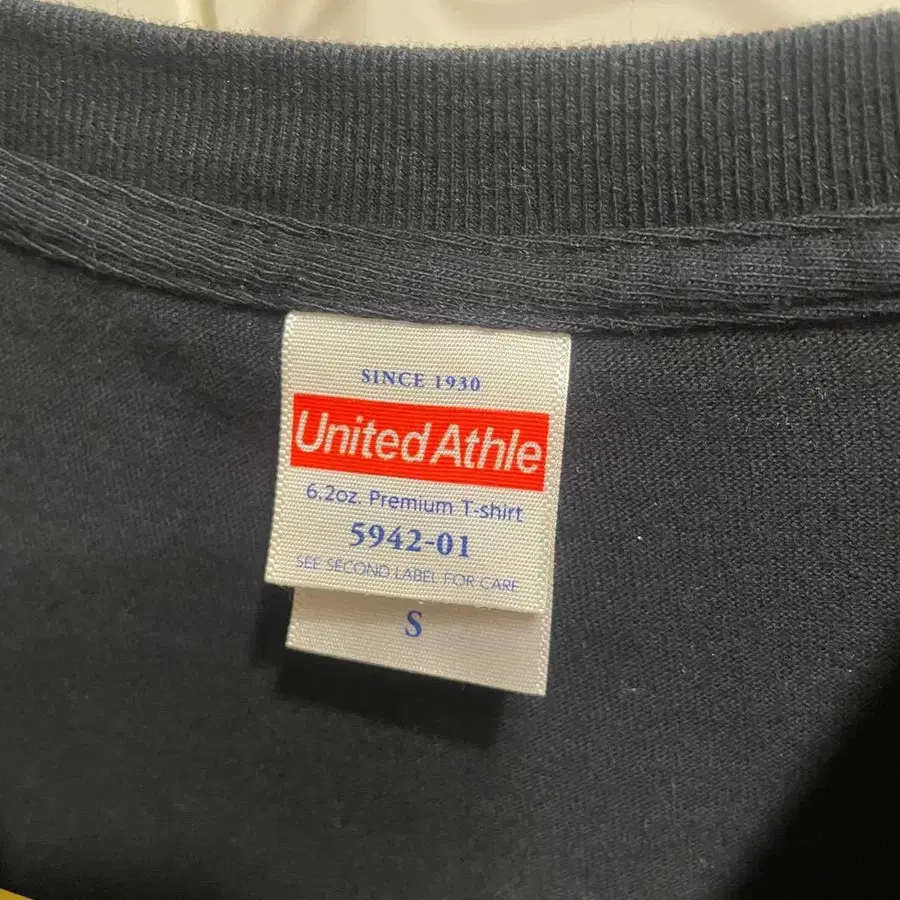 SINCE 1930
United Athle
6.2oz. Premium T-shirt
5942-01
SEE SECOND LABEL FOR CARE
S